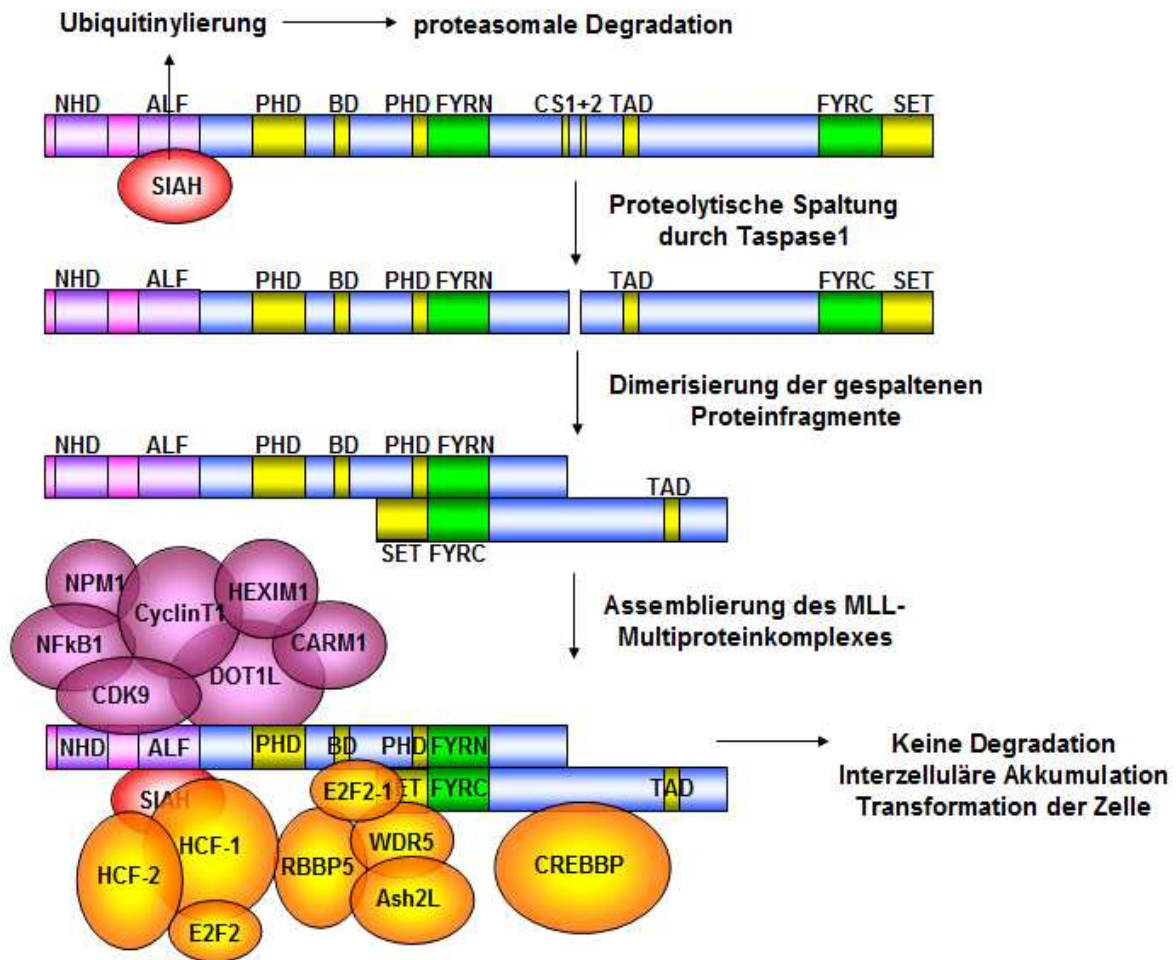 Ubiquitinylierung proteasomale Degradation
NHD ALF PHD BD PHD FYRN CS1+2 TAD FYRC SET
SIAH
Proteolytische Spaltung
durch Taspase1
NHD ALF PHD BD PHD FYRN TAD FYRC SET
Dimerisierung der gespaltenen
Proteinfragmente
NHD ALF PHD BD PHD FYRN
TAD
SET FYRC
NPM1 CyclinT1 HEXIM1
Assemblierung des MLL-
Multiproteinkomplexes
NFkB1 CARM1
CDK9 DOT1L
NHD ALF PHD BD PHD FYRN
Keine Degradation
Interzelluläre Akkumulation
Transformation der Zelle
SIAH E2F2-1 ET FYRC TAD
HCF-1 WDR5
HCF-2 RBBP5 CREBBP
Ash2L
E2F2